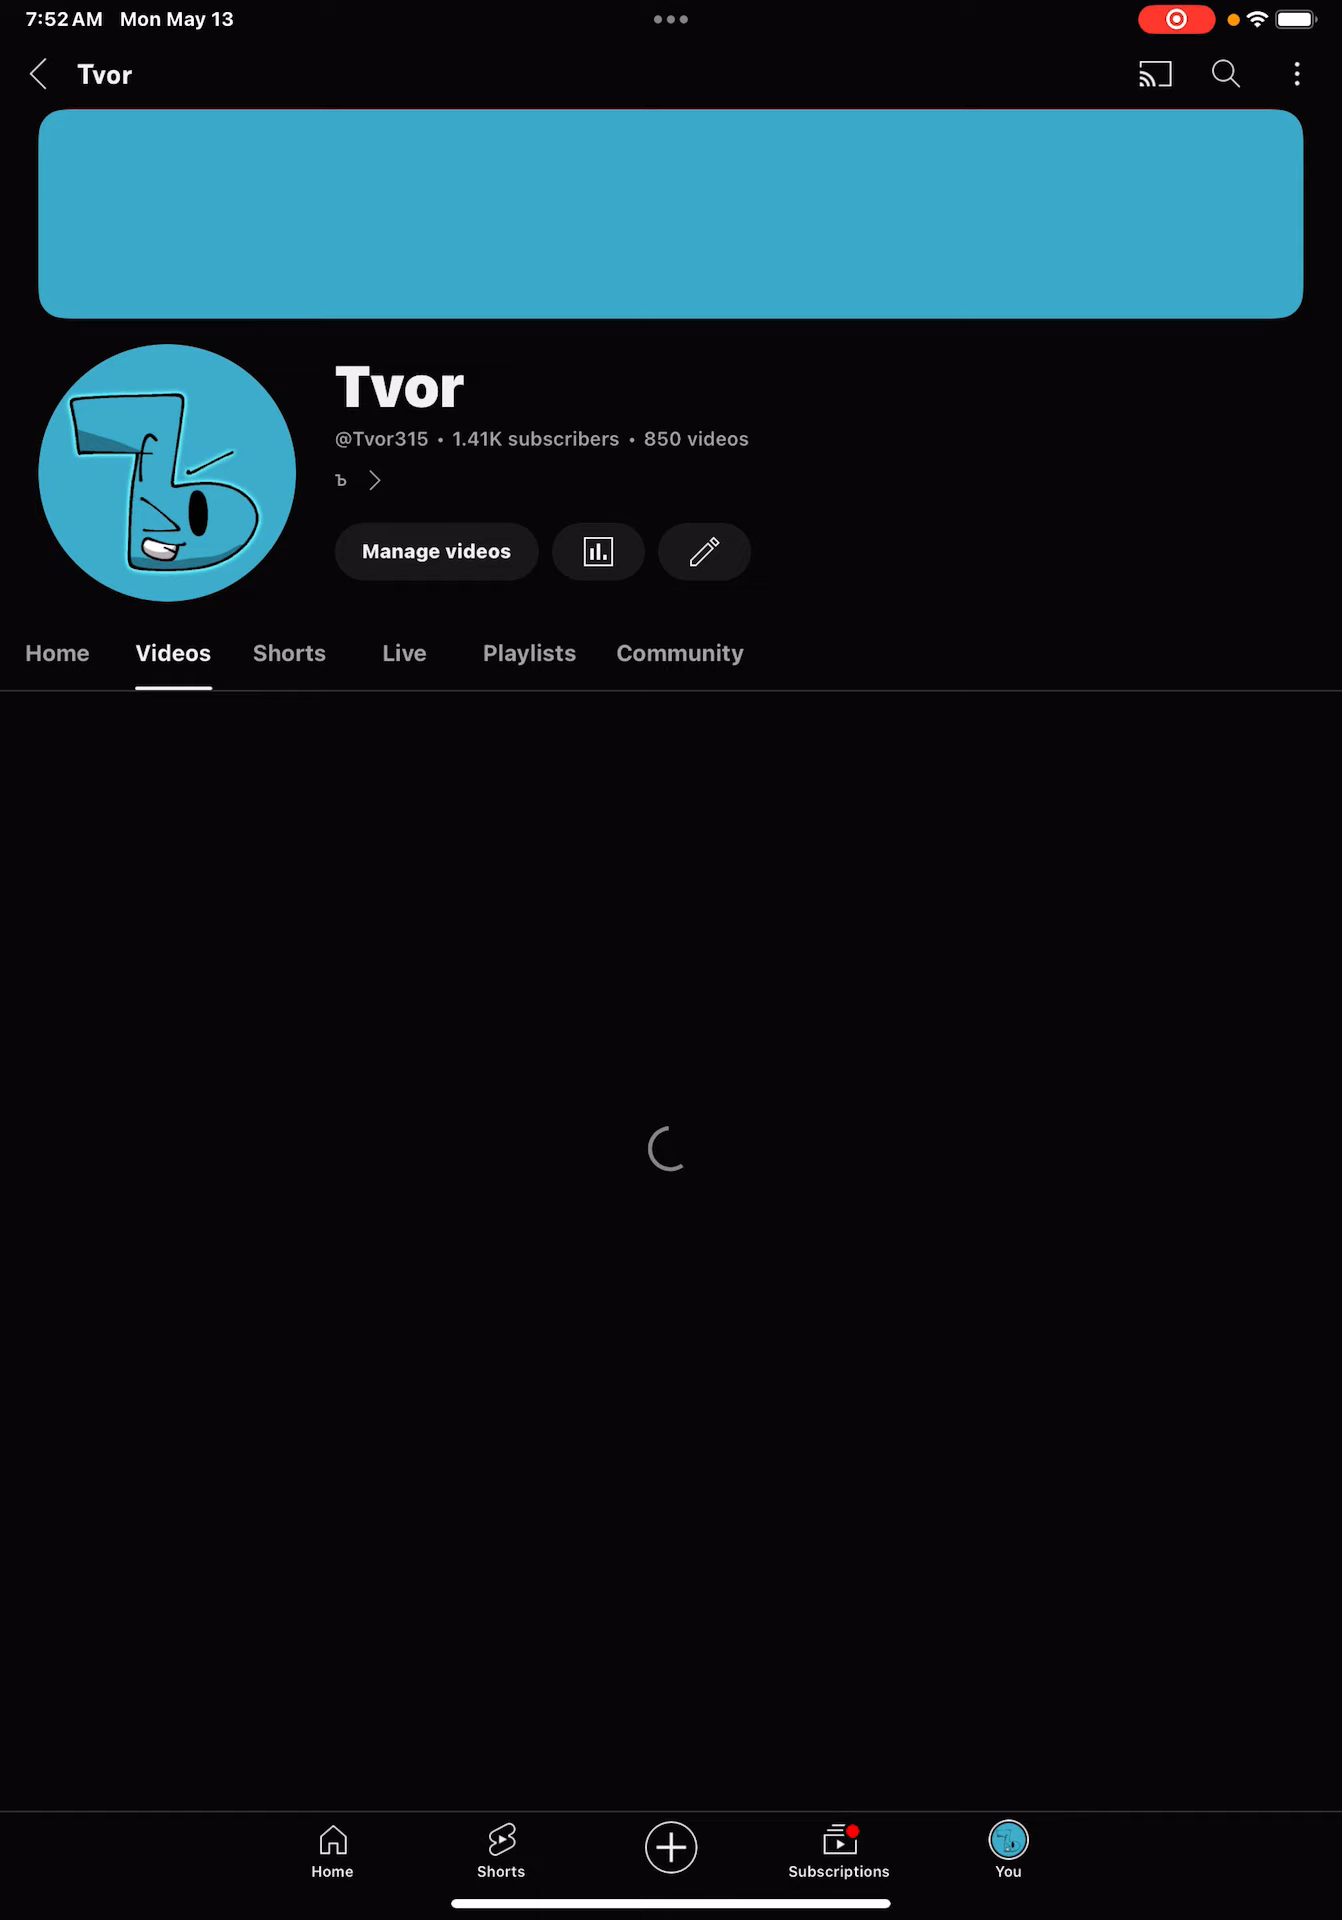 7:52 AM Mon May 13
Tvor
Tvor
@Tvor315 • 1.41K subscribers • 850 videos
ъ
Manage videos
Home Videos Shorts Live Playlists Community
Home Shorts Subscriptions You